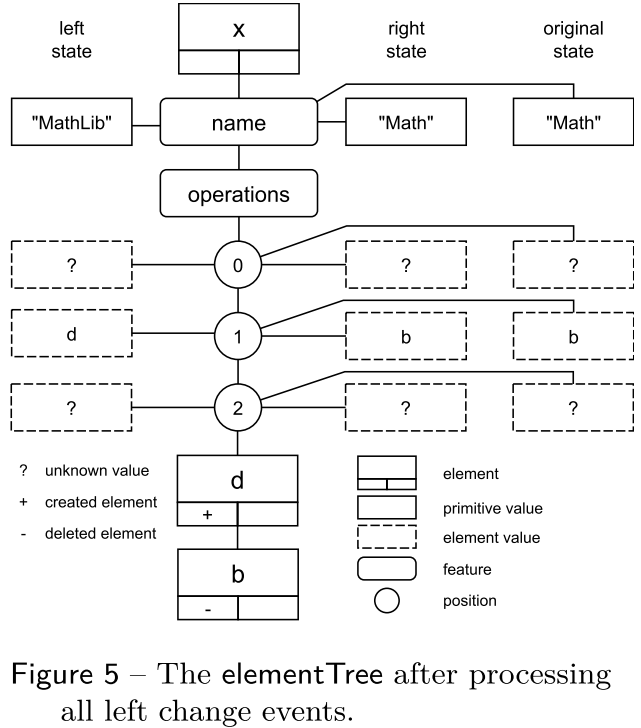 left
state
x
right
state
original
state
"MathLib"
name
"Math"
"Math"
operations
?
0
?
?
d
1
b
b
?
2
?
?
d
+
b
-
? unknown value
+ created element
- deleted element
element
primitive value
element value
feature
position
Figure 5 – The elementTree after processing
all left change events.